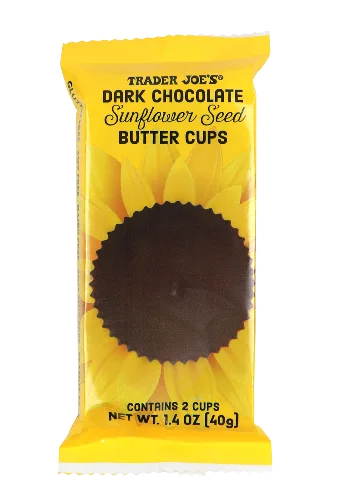 TRADER JOE'S®
DARK CHOCOLATE
Sunflower Seed
BUTTER CUPS
CONTAINS 2 CUPS
NET WT. 1.4 OZ [40g]